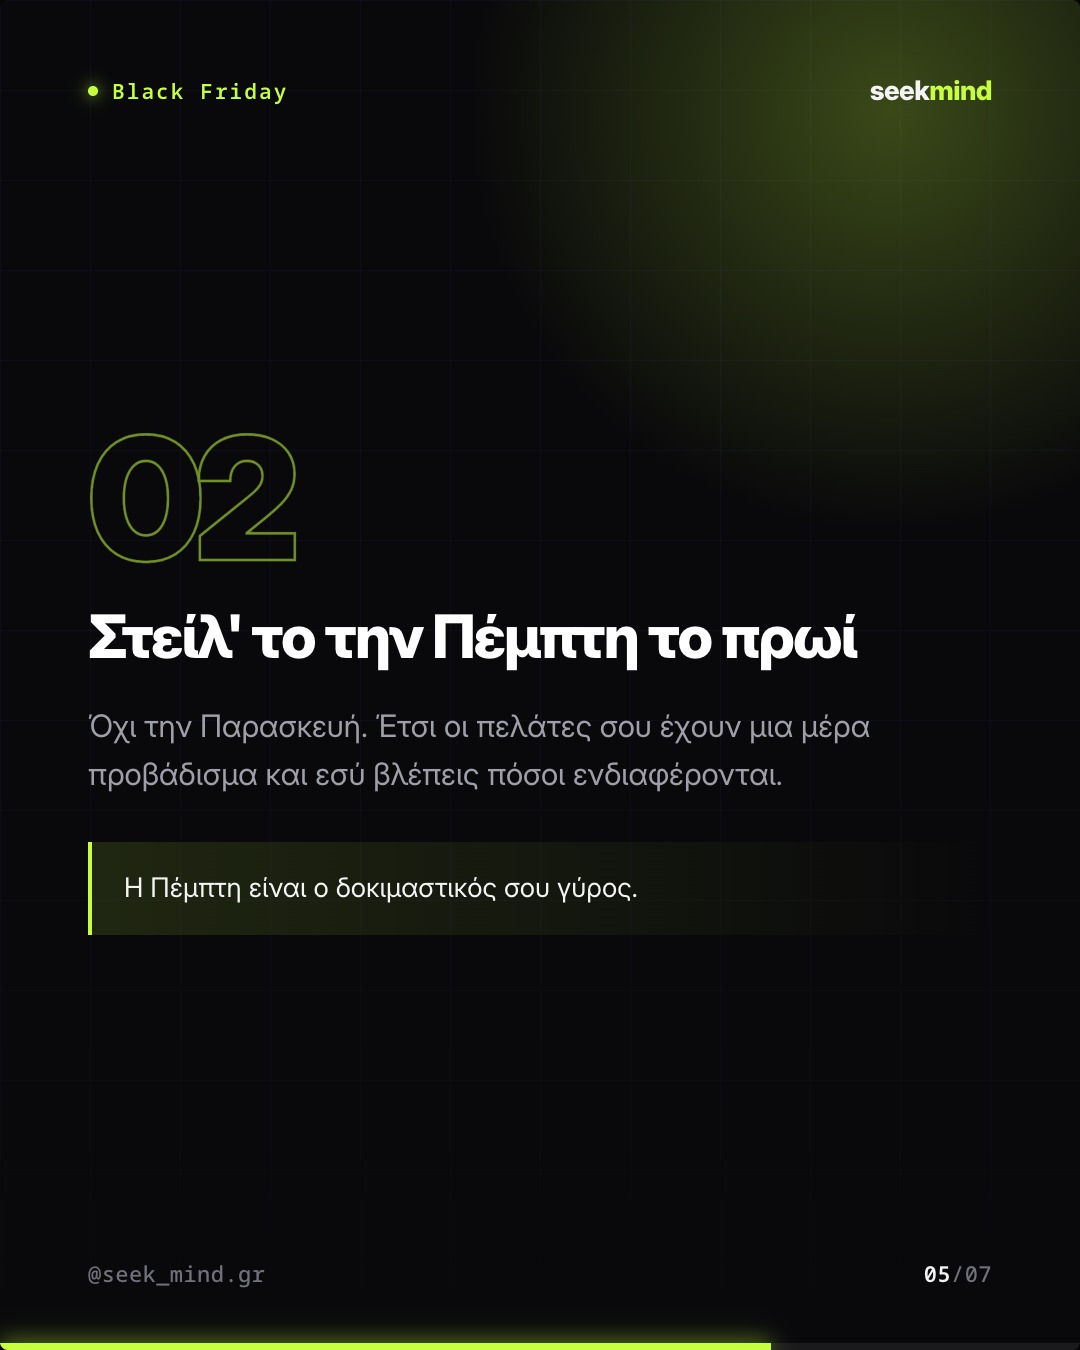 Black Friday
seekmind
02
Στείλ' το την Πέμπτη το πρωί
Όχι την Παρασκευή. Έτσι οι πελάτες σου έχουν μια μέρα
προβάδισμα και εσύ βλέπεις πόσοι ενδιαφέρονται.
Η Πέμπτη είναι ο δοκιμαστικός σου γύρος.
@seek_mind.gr
05/07